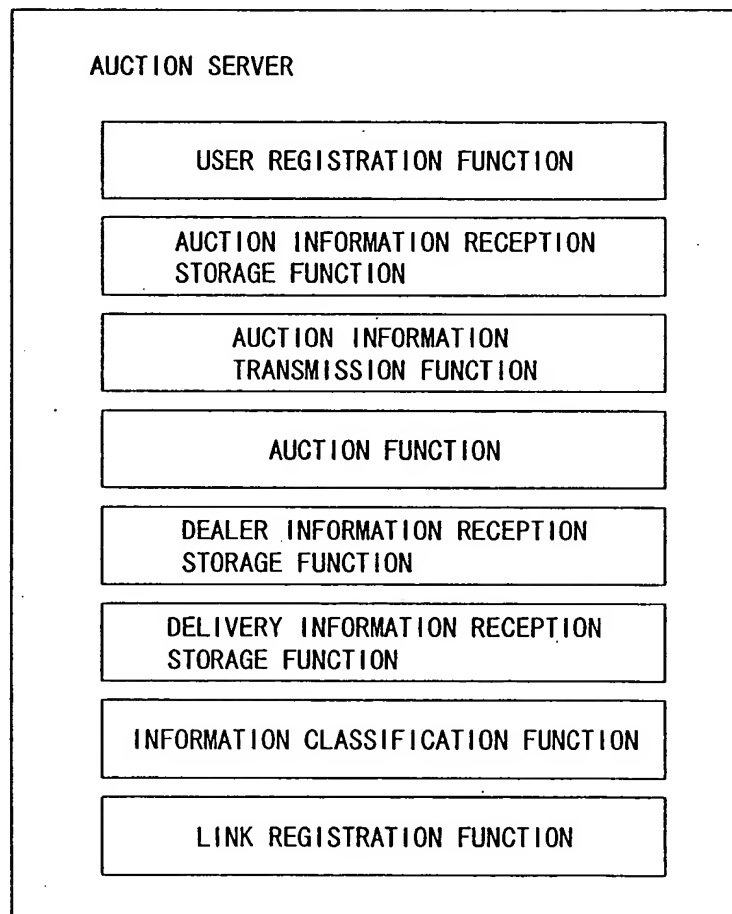 AUCTION SERVER
USER REGISTRATION FUNCTION
AUCTION INFORMATION RECEPTION
STORAGE FUNCTION
AUCTION INFORMATION
TRANSMISSION FUNCTION
AUCTION FUNCTION
DEALER INFORMATION RECEPTION
STORAGE FUNCTION
DELIVERY INFORMATION RECEPTION
STORAGE FUNCTION
INFORMATION CLASSIFICATION FUNCTION
LINK REGISTRATION FUNCTION